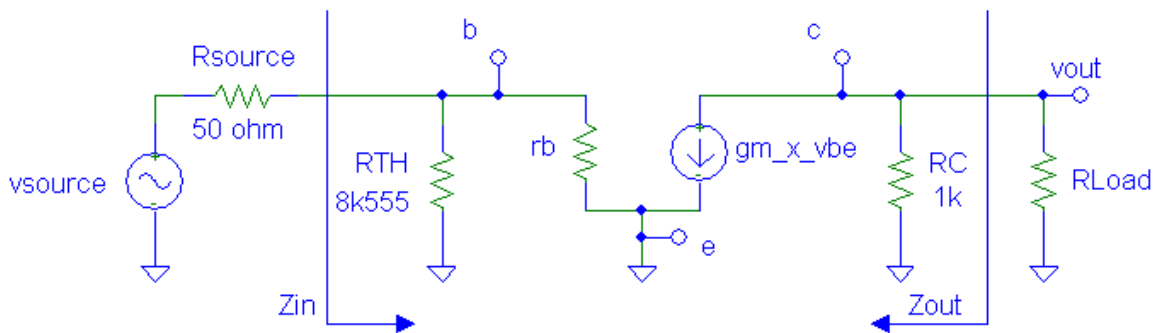 b
c
Rsource
vout
50 ohm
RTH
8k555
rb
gm_x_vbe
RC
1k
RLoad
vsource
e
Zin
Zout